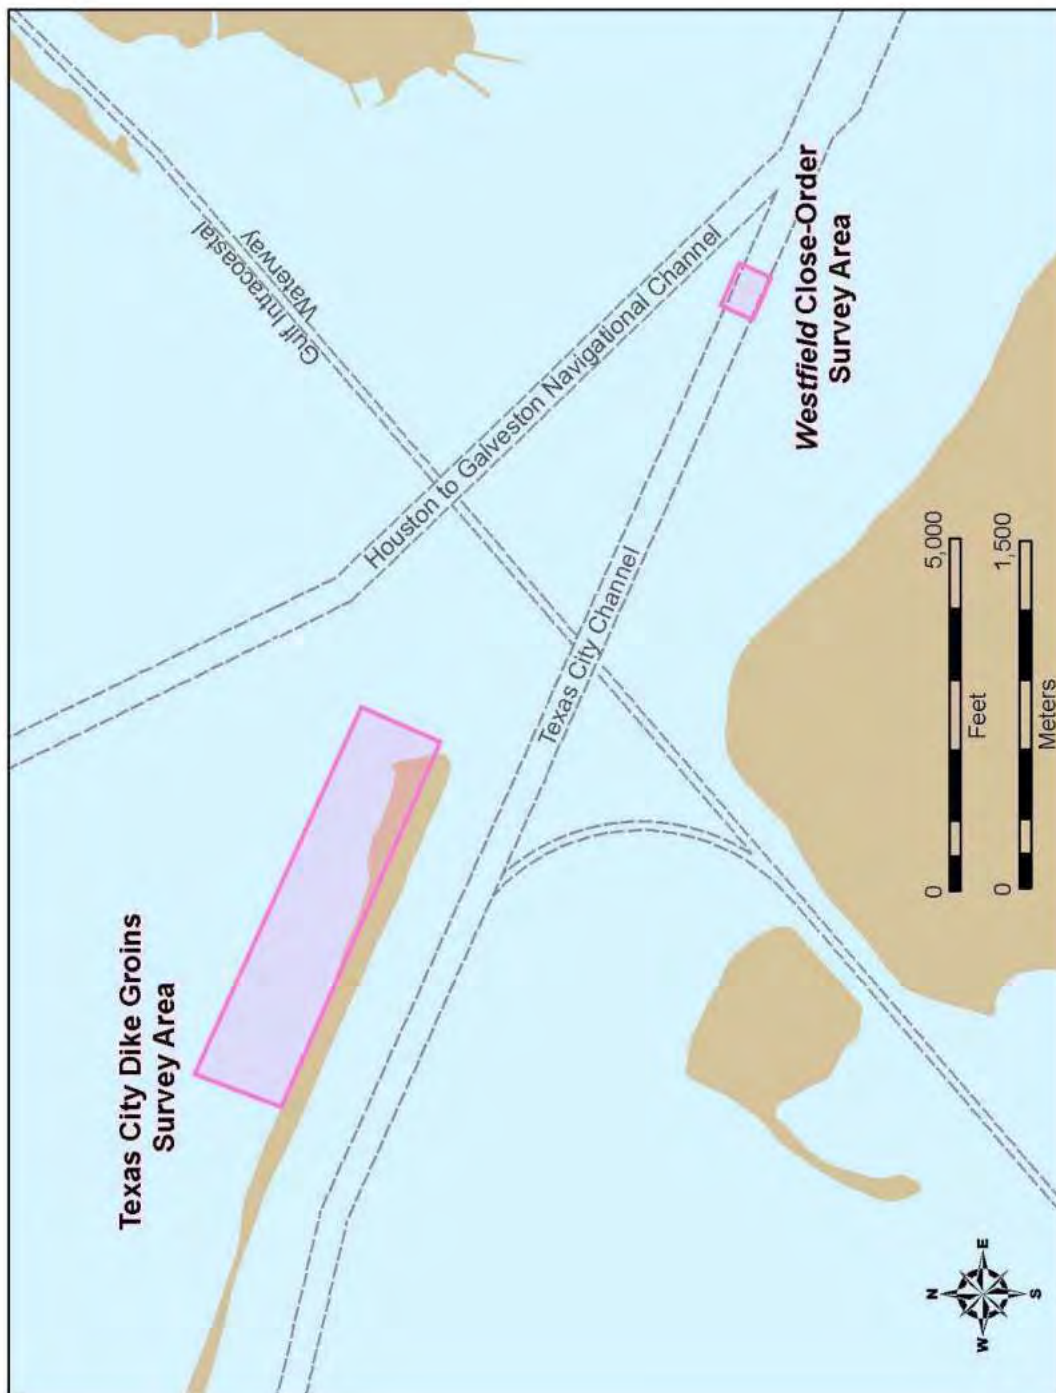 Texas City Dike Groins
Survey Area
Gulf Intracoastal
Waterway
Houston to Galveston Navigational Channel
Texas City Channel
Westfield Close-Order
Survey Area
0
5,000
Feet
0
1,500
Meters
N
W
E
S